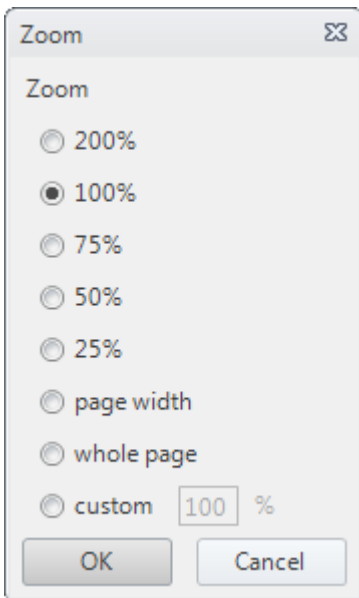 Zoom
Zoom
200%
100%
75%
50%
25%
page width
whole page
custom 100 %
OK Cancel